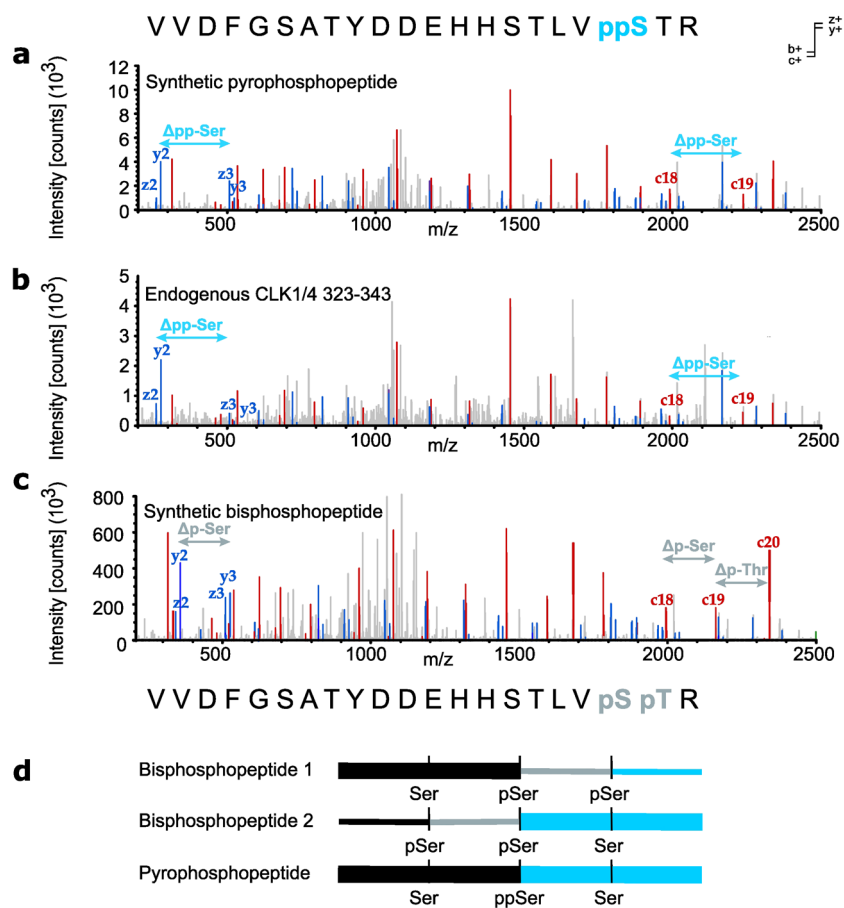 V V D F G S A T Y D D E H H S T L V ppS T R
z+
y+
b+
c+
a
Synthetic pyrophosphopeptide
Intensity [counts] (10³)
12
10
8
6
4
2
0
Δpp-Ser
y2
z2
z3
y3
Δpp-Ser
c18
c19
500
1000
1500
2000
2500
m/z
b
Endogenous CLK1/4 323-343
Intensity [counts] (10³)
5
4
3
2
1
0
Δpp-Ser
y2
z2
z3
y3
Δpp-Ser
c18
c19
500
1000
1500
2000
2500
c
Synthetic bisphosphopeptide
Intensity [counts] (10³)
800
600
400
200
0
Δp-Ser
y2
z2
z3
y3
Δp-Ser
Δp-Thr
c18
c19
c20
500
1000
1500
2000
2500
m/z
V V D F G S A T Y D D E H H S T L V pS pT R
d
Bisphosphopeptide 1
Ser pSer pSer
Bisphosphopeptide 2
pSer pSer Ser
Pyrophosphopeptide
Ser ppSer Ser